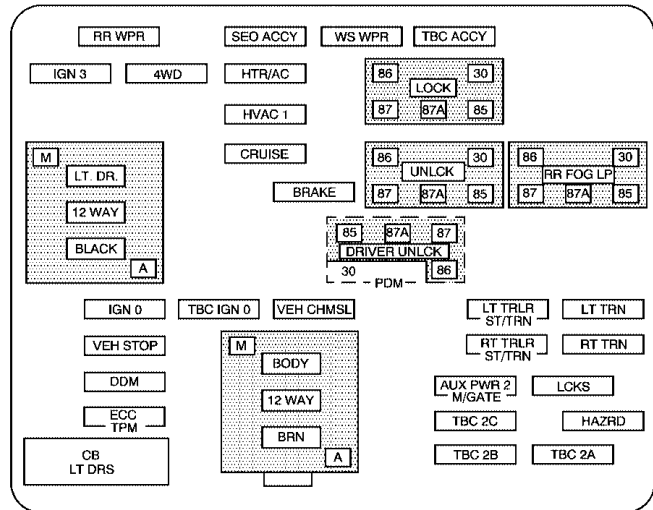 RR WPR
SEO ACCY
WS WPR
TBC ACCY
IGN 3
4WD
HTR/AC
86
30
LOCK
87
87A
85
HVAC 1
CRUISE
86
30
UNLCK
87
87A
85
86
30
RR FOG LP
87
87A
85
M
LT. DR.
12 WAY
BLACK
A
BRAKE
85
87A
87
DRIVER UNLCK
30
86
PDM
IGN 0
TBC IGN 0
VEH CHMSL
LT TRLR
ST/TRN
LT TRN
VEH STOP
RT TRLR
ST/TRN
RT TRN
M
BODY
12 WAY
BRN
A
DDM
AUX PWR 2
M/GATE
LCKS
ECC
TPM
TBC 2C
HAZRD
CB
LT DRS
TBC 2B
TBC 2A